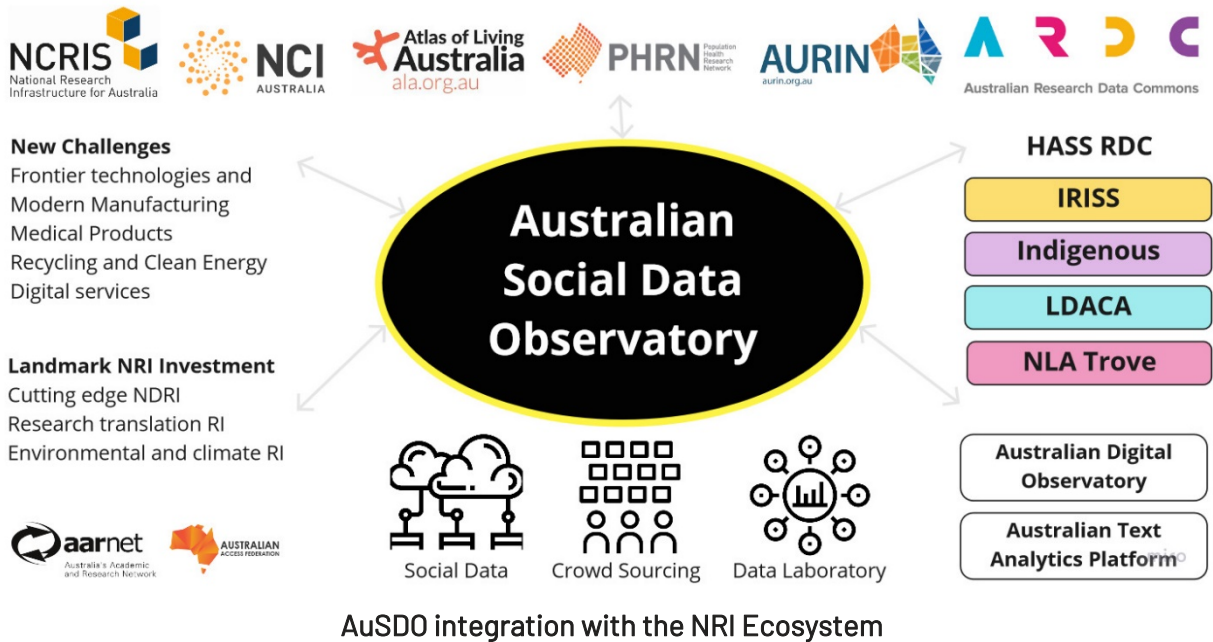 NCRIS
National Research
Infrastructure for Australia
NCI
AUSTRALIA
Atlas of Living
Australia
ala.org.au
PHRN
Population
Health
Research
Network
AURIN
aurin.org.au
A R D C
Australian Research Data Commons
New Challenges
Frontier technologies and
Modern Manufacturing
Medical Products
Recycling and Clean Energy
Digital services
Landmark NRI Investment
Cutting edge NDRI
Research translation RI
Environmental and climate RI
aarnet
Australia's Academic
and Research Network
AUSTRALIAN
ACCESS FEDERATION
Australian
Social Data
Observatory
Social Data
Crowd Sourcing
Data Laboratory
HASS RDC
IRISS
Indigenous
LDACA
NLA Trove
Australian Digital
Observatory
Australian Text
Analytics Platform
miro
AuSDO integration with the NRI Ecosystem